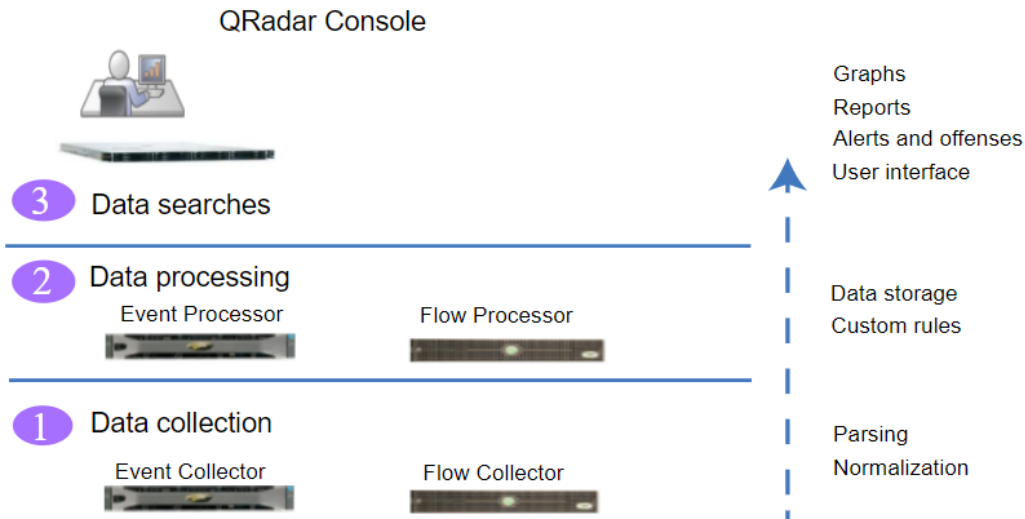 QRadar Console
Graphs
Reports
Alerts and offenses
User interface
3 Data searches
2 Data processing
Event Processor
Flow Processor
Data storage
Custom rules
1 Data collection
Event Collector
Flow Collector
Parsing
Normalization